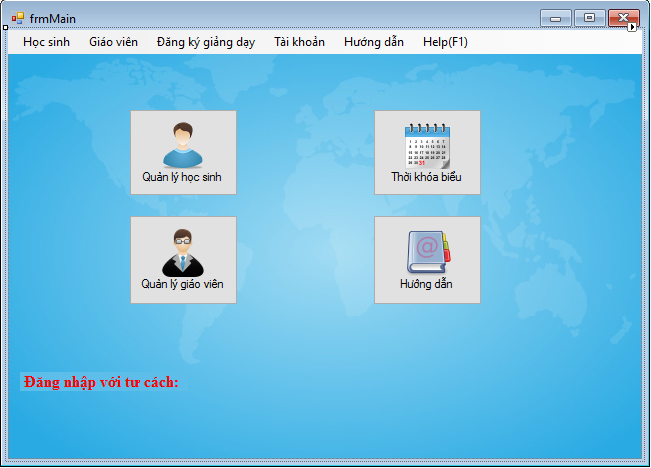 frmMain
Học sinh Giáo viên Đăng ký giảng dạy Tài khoản Hướng dẫn Help(F1)
Quản lý học sinh
Thời khóa biểu
31
@
Quản lý giáo viên
Hướng dẫn
Đăng nhập với tư cách: